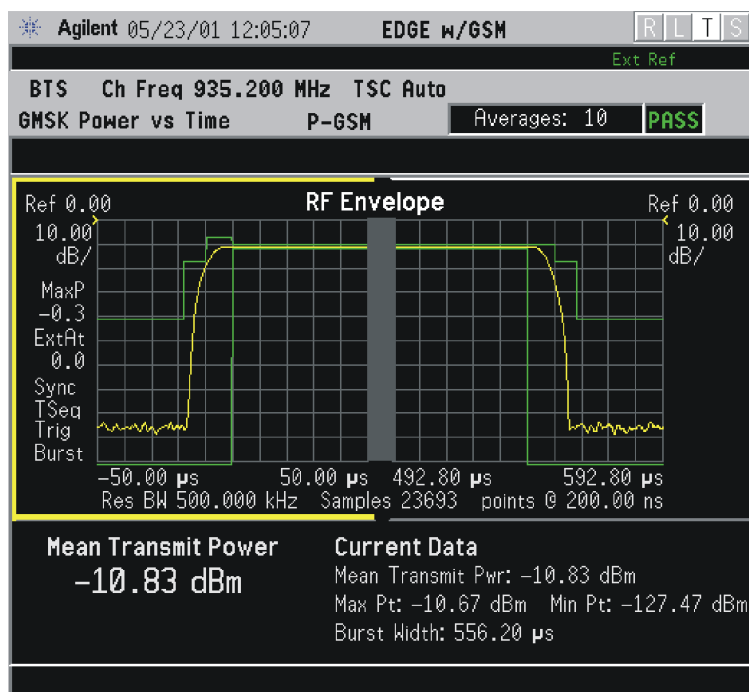 Agilent 05/23/01 12:05:07 EDGE w/GSM R L T S
Ext Ref
BTS Ch Freq 935.200 MHz TSC Auto
GMSK Power vs Time P-GSM Averages: 10 PASS
Ref 0.00 RF Envelope Ref 0.00
10.00 10.00
dB/ dB/
MaxP
-0.3
ExtAt
0.0
Sync
TSeq
Trig
Burst
-50.00 µs 50.00 µs 492.80 µs 592.80 µs
Res BW 500.000 kHz Samples 23693 points @ 200.00 ns
Mean Transmit Power Current Data
-10.83 dBm Mean Transmit Pwr: -10.83 dBm
Max Pt: -10.67 dBm Min Pt: -127.47 dBm
Burst Width: 556.20 µs